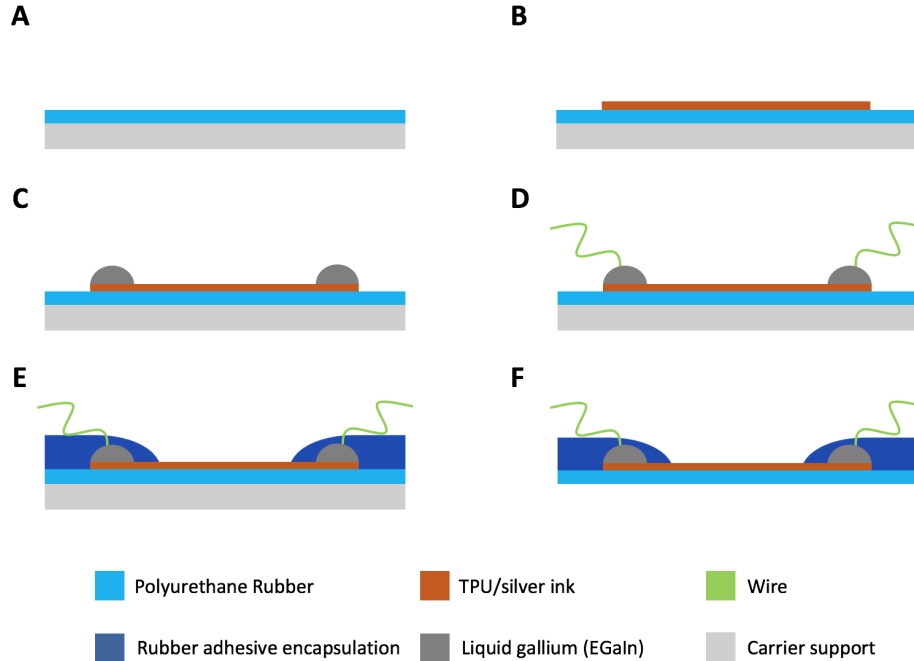 A
B
C
D
E
F
Polyurethane Rubber
TPU/silver ink
Wire
Rubber adhesive encapsulation
Liquid gallium (EGaIn)
Carrier support